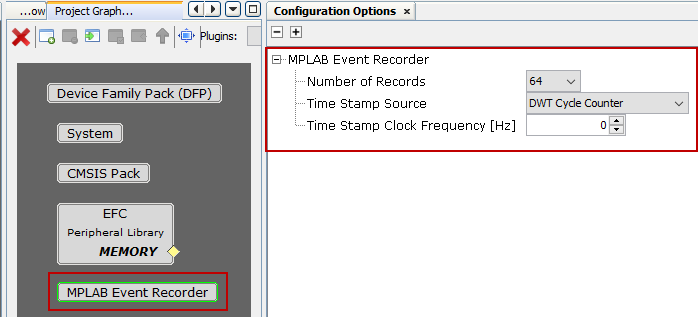 ...ow
Project Graph...
Plugins:
Device Family Pack (DFP)
System
CMSIS Pack
EFC
Peripheral Library
MEMORY
MPLAB Event Recorder
Configuration Options ×
MPLAB Event Recorder
Number of Records 64
Time Stamp Source DWT Cycle Counter
Time Stamp Clock Frequency [Hz] 0